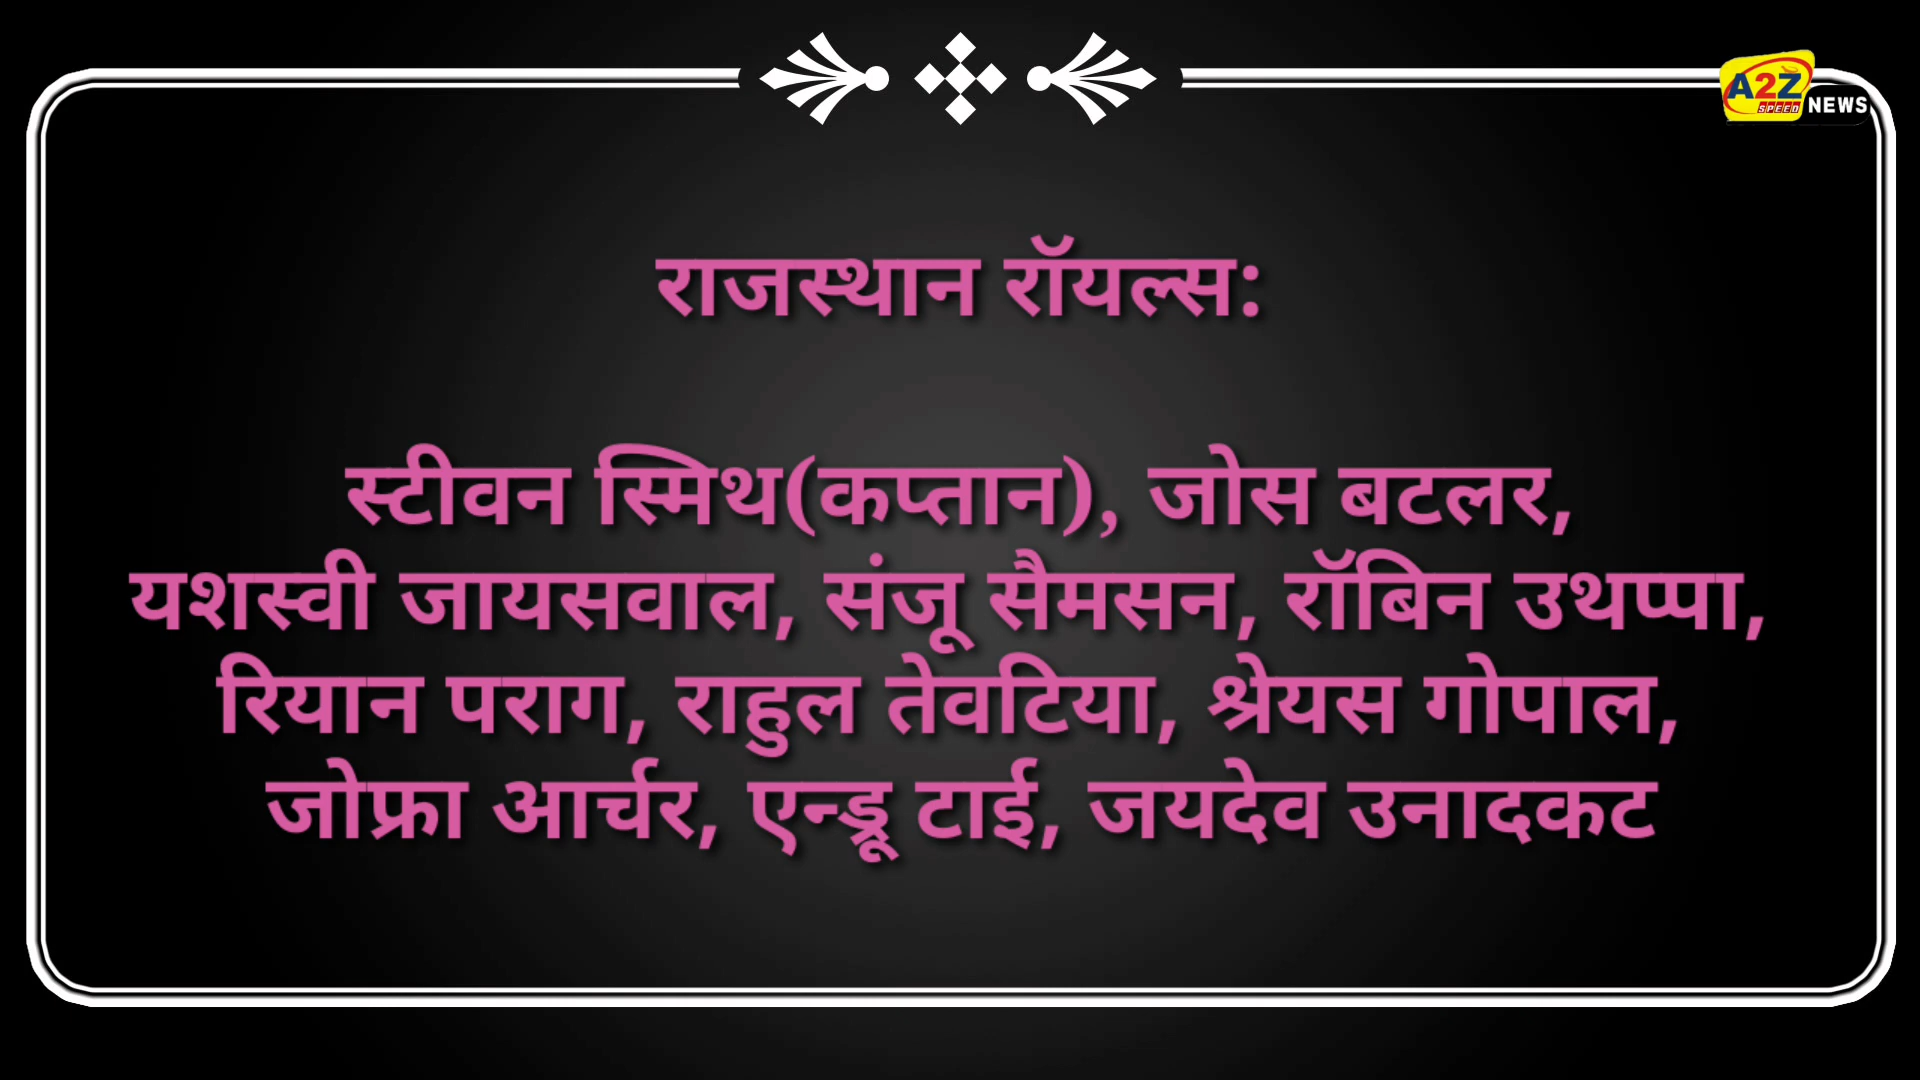 A2Z
SPEED NEWS
राजस्थान रॉयल्स:
स्टीवन स्मिथ(कप्तान), जोस बटलर,
यशस्वी जायसवाल, संजू सैमसन, रॉबिन उथप्पा,
रियान पराग, राहुल तेवटिया, श्रेयस गोपाल,
जोफ्रा आर्चर, एन्ड्रू टाई, जयदेव उनादकट